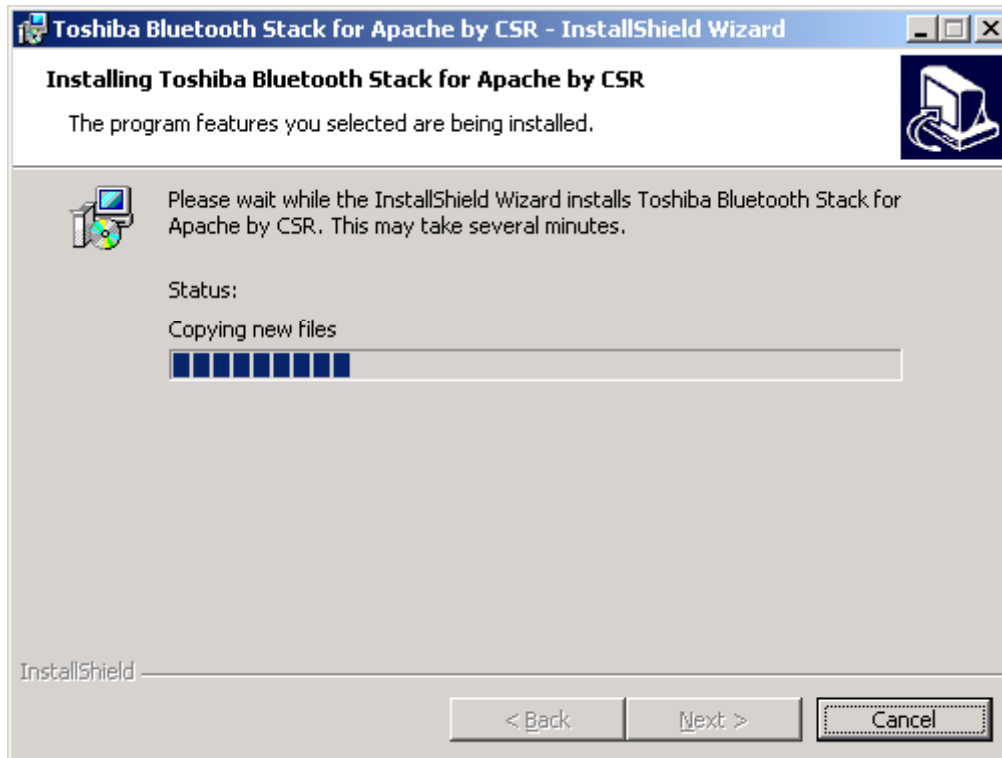 Toshiba Bluetooth Stack for Apache by CSR - InstallShield Wizard
Installing Toshiba Bluetooth Stack for Apache by CSR
The program features you selected are being installed.
Please wait while the InstallShield Wizard installs Toshiba Bluetooth Stack for
Apache by CSR. This may take several minutes.
Status:
Copying new files
InstallShield
< Back Next > Cancel